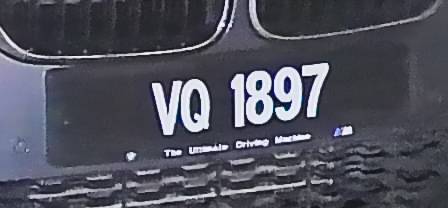 VQ 1897
The Ultimate Driving Machine